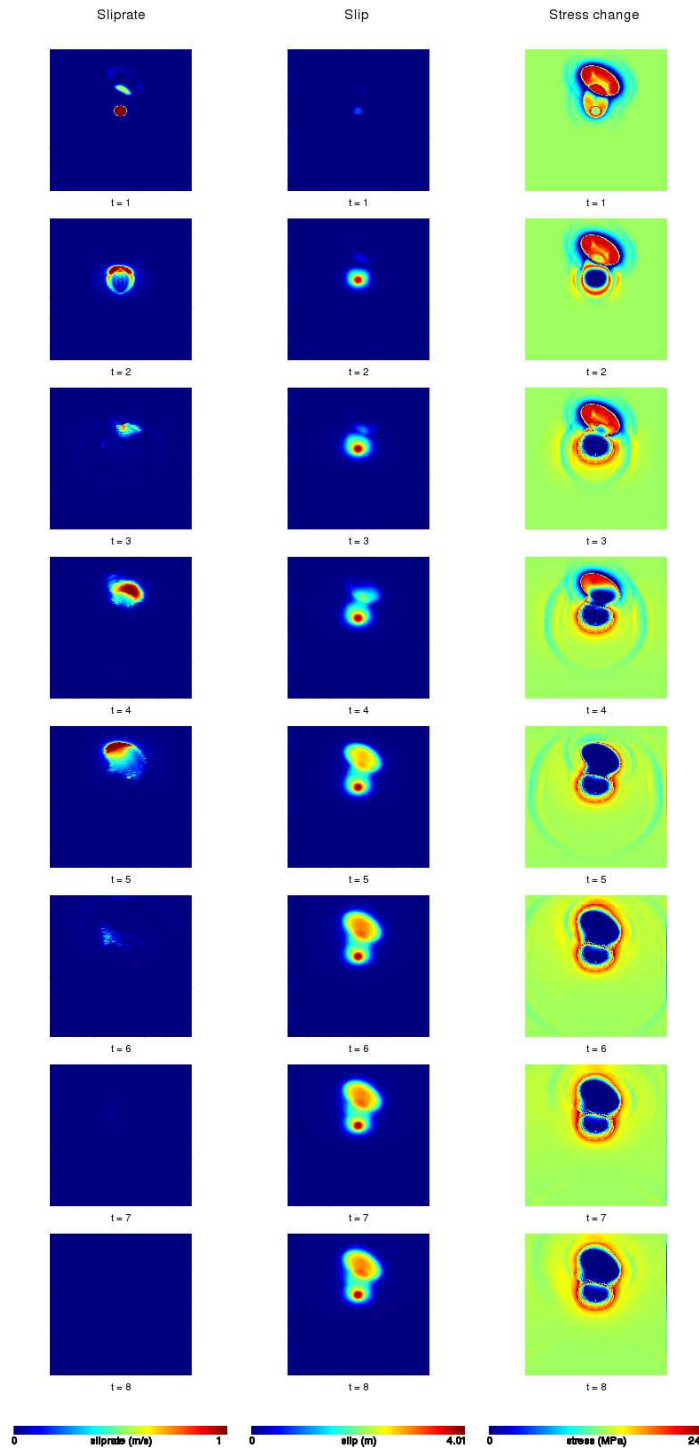 Sliprate Slip Stress change
t = 1 t = 1 t = 1
t = 2 t = 2 t = 2
t = 3 t = 3 t = 3
t = 4 t = 4 t = 4
t = 5 t = 5 t = 5
t = 6 t = 6 t = 6
t = 7 t = 7 t = 7
t = 8 t = 8 t = 8
0 sliprate (m/s) 1 0 slip (m) 4.01 0 stress (MPa) 24